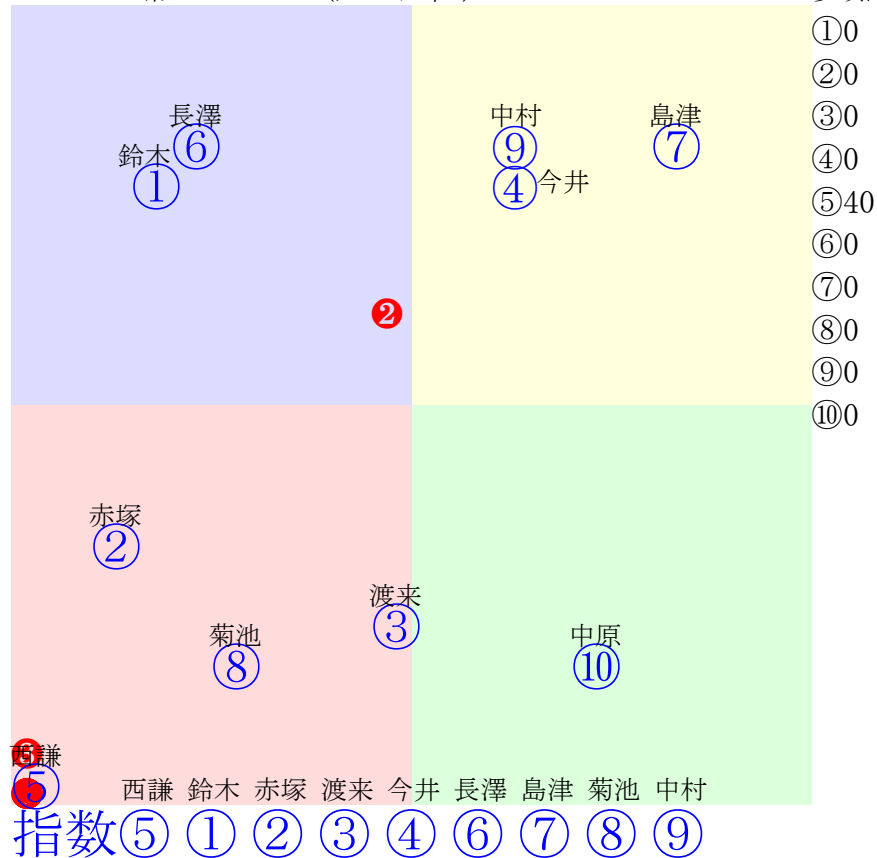 ①0
②0
③0
④0
⑤40
⑥0
⑦0
⑧0
⑨0
⑩0
長澤
⑥
鈴木
①
中村
⑨
④今井
島津
⑦
❷
赤塚
②
渡来
③
菊池
⑧
中原
⑩
西謙
⑤
西謙 鈴木 赤塚 渡来 今井 長澤 島津 菊池 中村
指数⑤①②③④⑥⑦⑧⑨